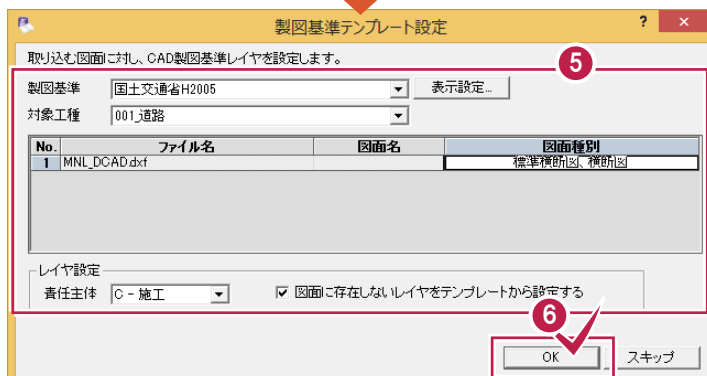 製図基準テンプレート設定 ? ×
取り込む図面に対し、CAD製図基準レイヤを設定します。
5
製図基準 国土交通省H2005 表示設定...
対象工種 001_道路
No. ファイル名 図面名 図面種別
1 MNL_DCAD.dxf 標準横断図、横断図
レイヤ設定
責任主体 C - 施工 図面に存在しないレイヤをテンプレートから設定する
6
OK スキップ